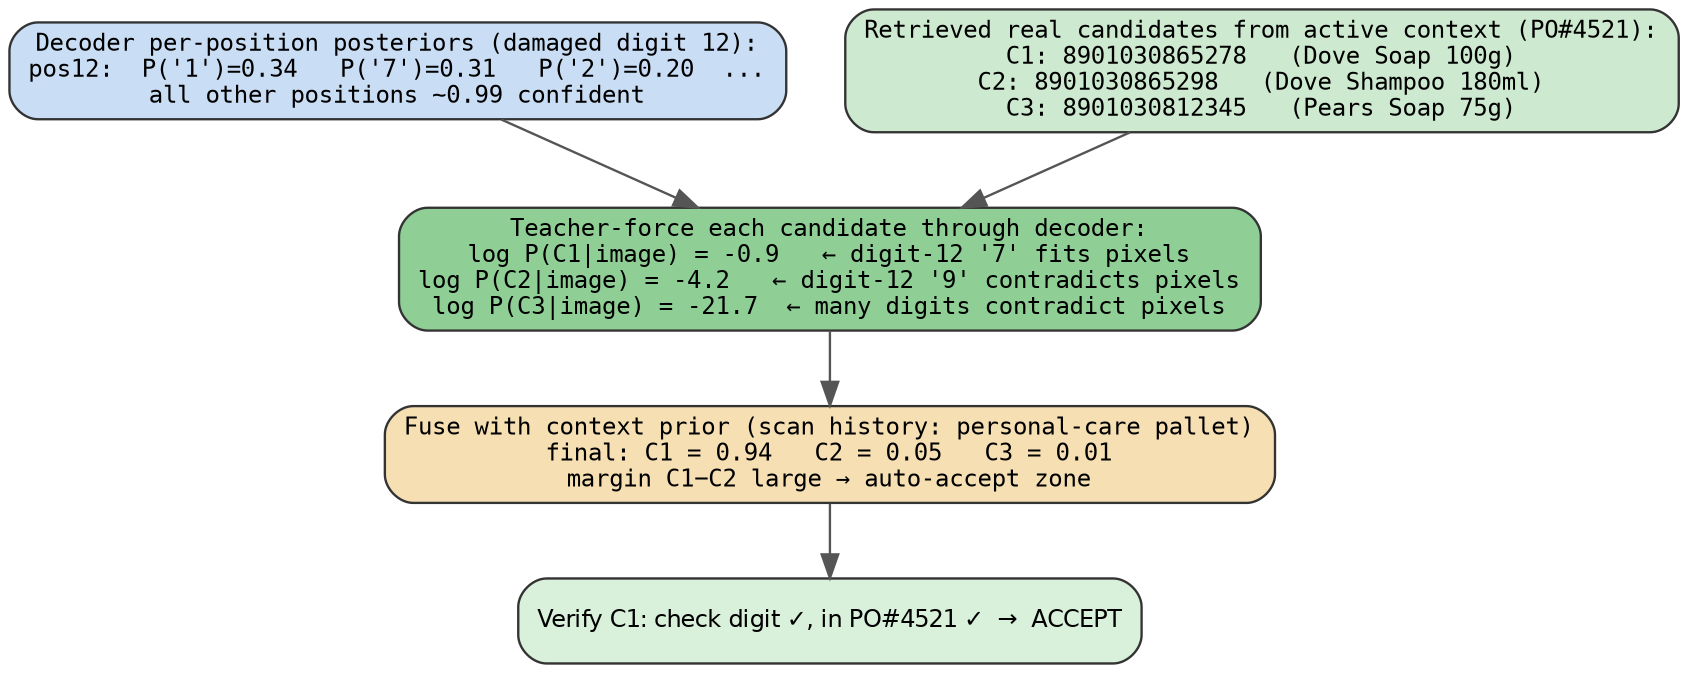 Decoder per-position posteriors (damaged digit 12):
pos12:  P('1')=0.34   P('7')=0.31   P('2')=0.20  ...
all other positions ~0.99 confident
Retrieved real candidates from active context (PO#4521):
C1: 8901030865278   (Dove Soap 100g)
C2: 8901030865298   (Dove Shampoo 180ml)
C3: 8901030812345   (Pears Soap 75g)
Teacher-force each candidate through decoder:
log P(C1|image) = -0.9   ← digit-12 '7' fits pixels
log P(C2|image) = -4.2   ← digit-12 '9' contradicts pixels
log P(C3|image) = -21.7  ← many digits contradict pixels
Fuse with context prior (scan history: personal-care pallet)
final: C1 = 0.94   C2 = 0.05   C3 = 0.01
margin C1−C2 large → auto-accept zone
Verify C1: check digit ✓, in PO#4521 ✓  →  ACCEPT